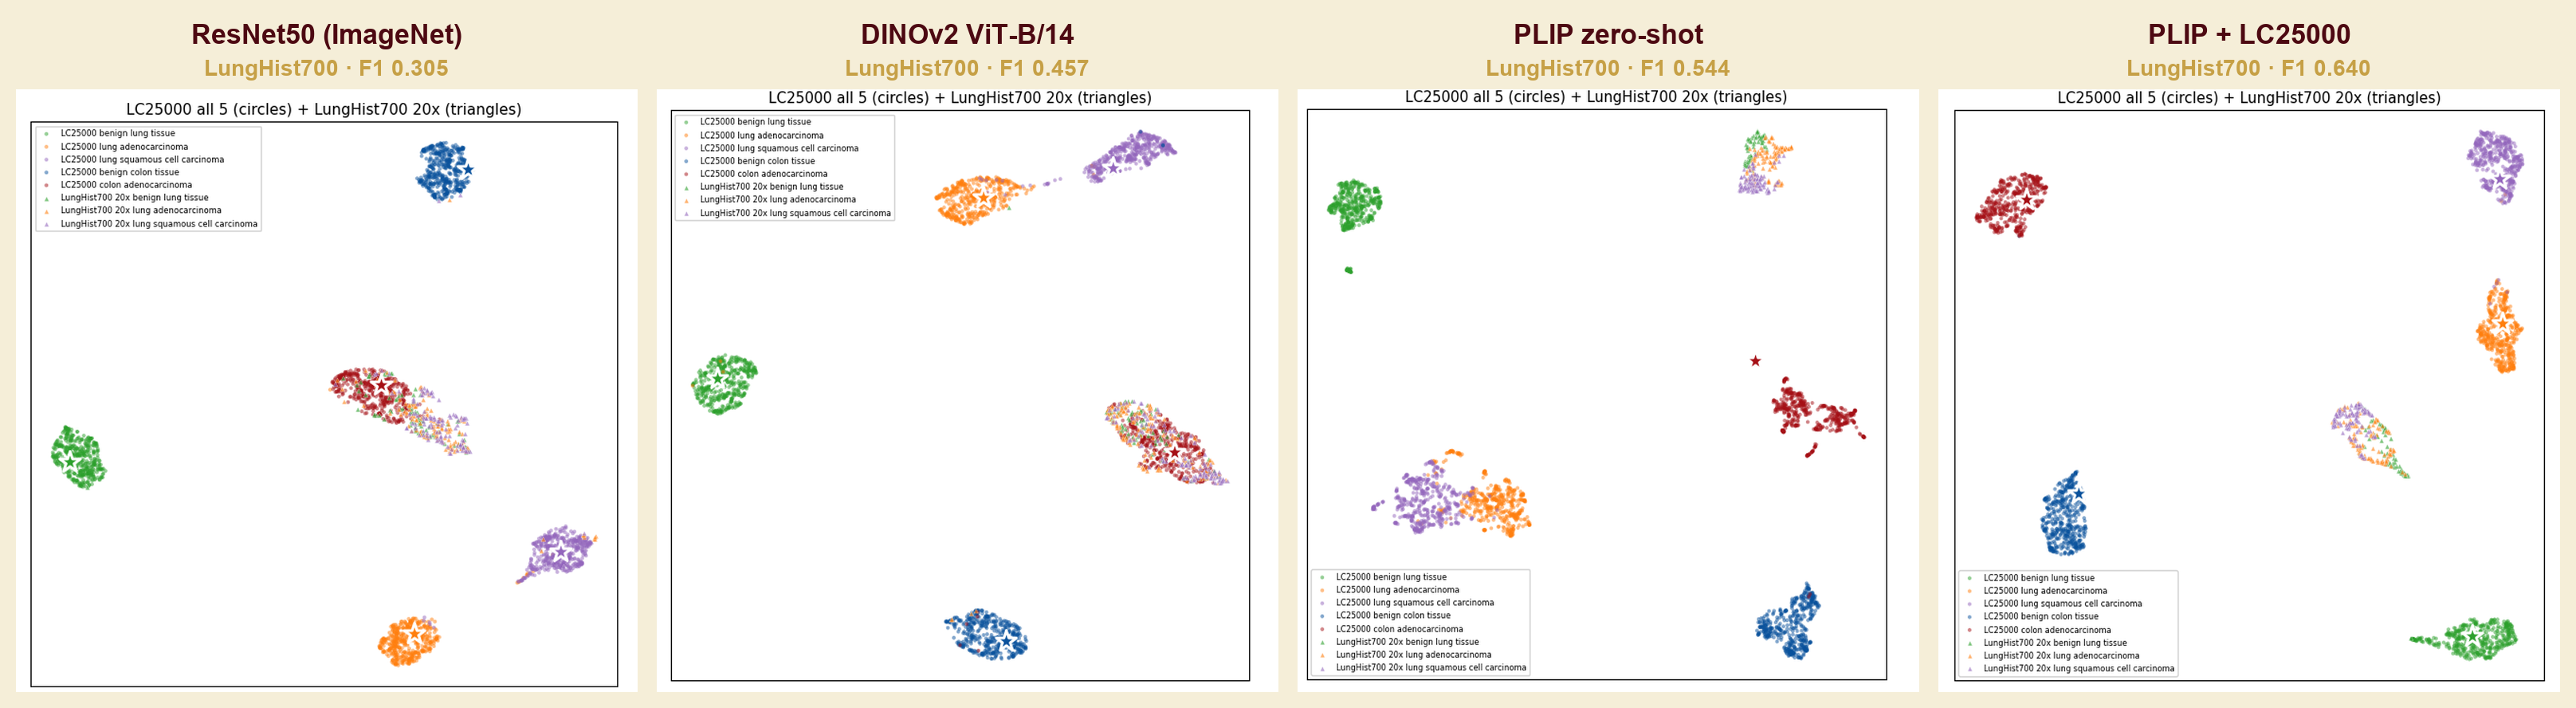 ResNet50 (ImageNet)
LungHist700 · F1 0.305
LC25000 all 5 (circles) + LungHist700 20x (triangles)
LC25000 benign lung tissue
LC25000 lung adenocarcinoma
LC25000 lung squamous cell carcinoma
LC25000 benign colon tissue
LC25000 colon adenocarcinoma
LungHist700 20x benign lung tissue
LungHist700 20x lung adenocarcinoma
LungHist700 20x lung squamous cell carcinoma
DINOv2 ViT-B/14
LungHist700 · F1 0.457
LC25000 all 5 (circles) + LungHist700 20x (triangles)
LC25000 benign lung tissue
LC25000 lung adenocarcinoma
LC25000 lung squamous cell carcinoma
LC25000 benign colon tissue
LC25000 colon adenocarcinoma
LungHist700 20x benign lung tissue
LungHist700 20x lung adenocarcinoma
LungHist700 20x lung squamous cell carcinoma
PLIP zero-shot
LungHist700 · F1 0.544
LC25000 all 5 (circles) + LungHist700 20x (triangles)
LC25000 benign lung tissue
LC25000 lung adenocarcinoma
LC25000 lung squamous cell carcinoma
LC25000 benign colon tissue
LC25000 colon adenocarcinoma
LungHist700 20x benign lung tissue
LungHist700 20x lung adenocarcinoma
LungHist700 20x lung squamous cell carcinoma
PLIP + LC25000
LungHist700 · F1 0.640
LC25000 all 5 (circles) + LungHist700 20x (triangles)
LC25000 benign lung tissue
LC25000 lung adenocarcinoma
LC25000 lung squamous cell carcinoma
LC25000 benign colon tissue
LC25000 colon adenocarcinoma
LungHist700 20x benign lung tissue
LungHist700 20x lung adenocarcinoma
LungHist700 20x lung squamous cell carcinoma